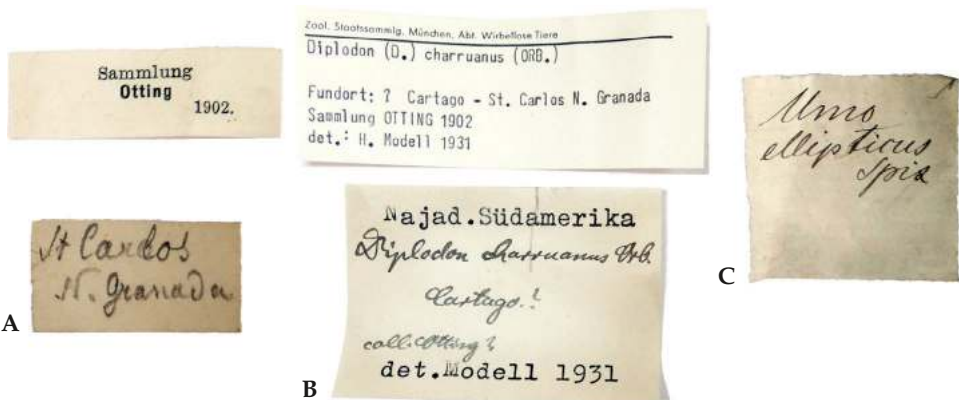 Sammlung
Otting
1902.
St Carlos
N. Granada
A
Zool. Staatssammlg. München, Abt. Wirbellose Tiere
Diplodon (D.) charruanus (ORB.)
Fundort: ? Cartago - St. Carlos N. Granada
Sammlung OTTING 1902
det.: H. Modell 1931
Najad.Südamerika
Diplodon charruanus Orb.
Cartago.?
coll. Otting?
det.Modell 1931
B
Unio
ellipticus
Spix
C